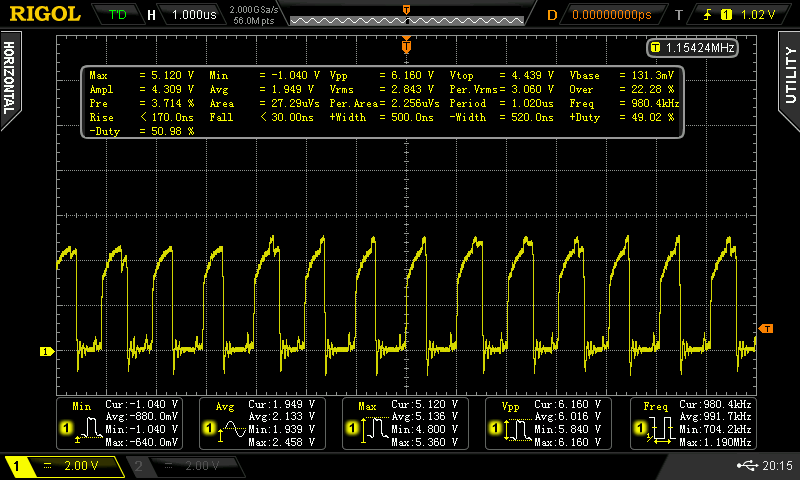 RIGOL T'D H 1.000us 2.000GSa/s 56.0M pts D 0.00000000ps T 1 1.02 V
HORIZONTAL
UTILITY
T 1.15424MHz
Max = 5.120 V Min = -1.040 V Vpp = 6.160 V Vtop = 4.439 V Vbase = 131.3mV
Ampl = 4.309 V Avg = 1.949 V Vrms = 2.843 V Per.Vrms= 3.060 V Over = 22.28 %
Pre = 3.714 % Area = 27.29uVs Per.Area= 2.256uVs Period = 1.020us Freq = 980.4kHz
Rise < 170.0ns Fall < 30.00ns +Width = 500.0ns -Width = 520.0ns +Duty = 49.02 %
-Duty = 50.98 %
T
T
1
Min Cur:-1.040 V
Avg:-880.0mV
1 Min:-1.040 V
Max:-640.0mV
Avg Cur:1.949 V
Avg:2.133 V
1 Min:1.939 V
Max:2.458 V
Max Cur:5.120 V
Avg:5.136 V
1 Min:4.800 V
Max:5.360 V
Vpp Cur:6.160 V
Avg:6.016 V
1 Min:5.840 V
Max:6.160 V
Freq Cur:980.4kHz
Avg:991.7kHz
1 Min:704.2kHz
Max:1.190MHz
1 2.00 V 2 2.00 V 20:15